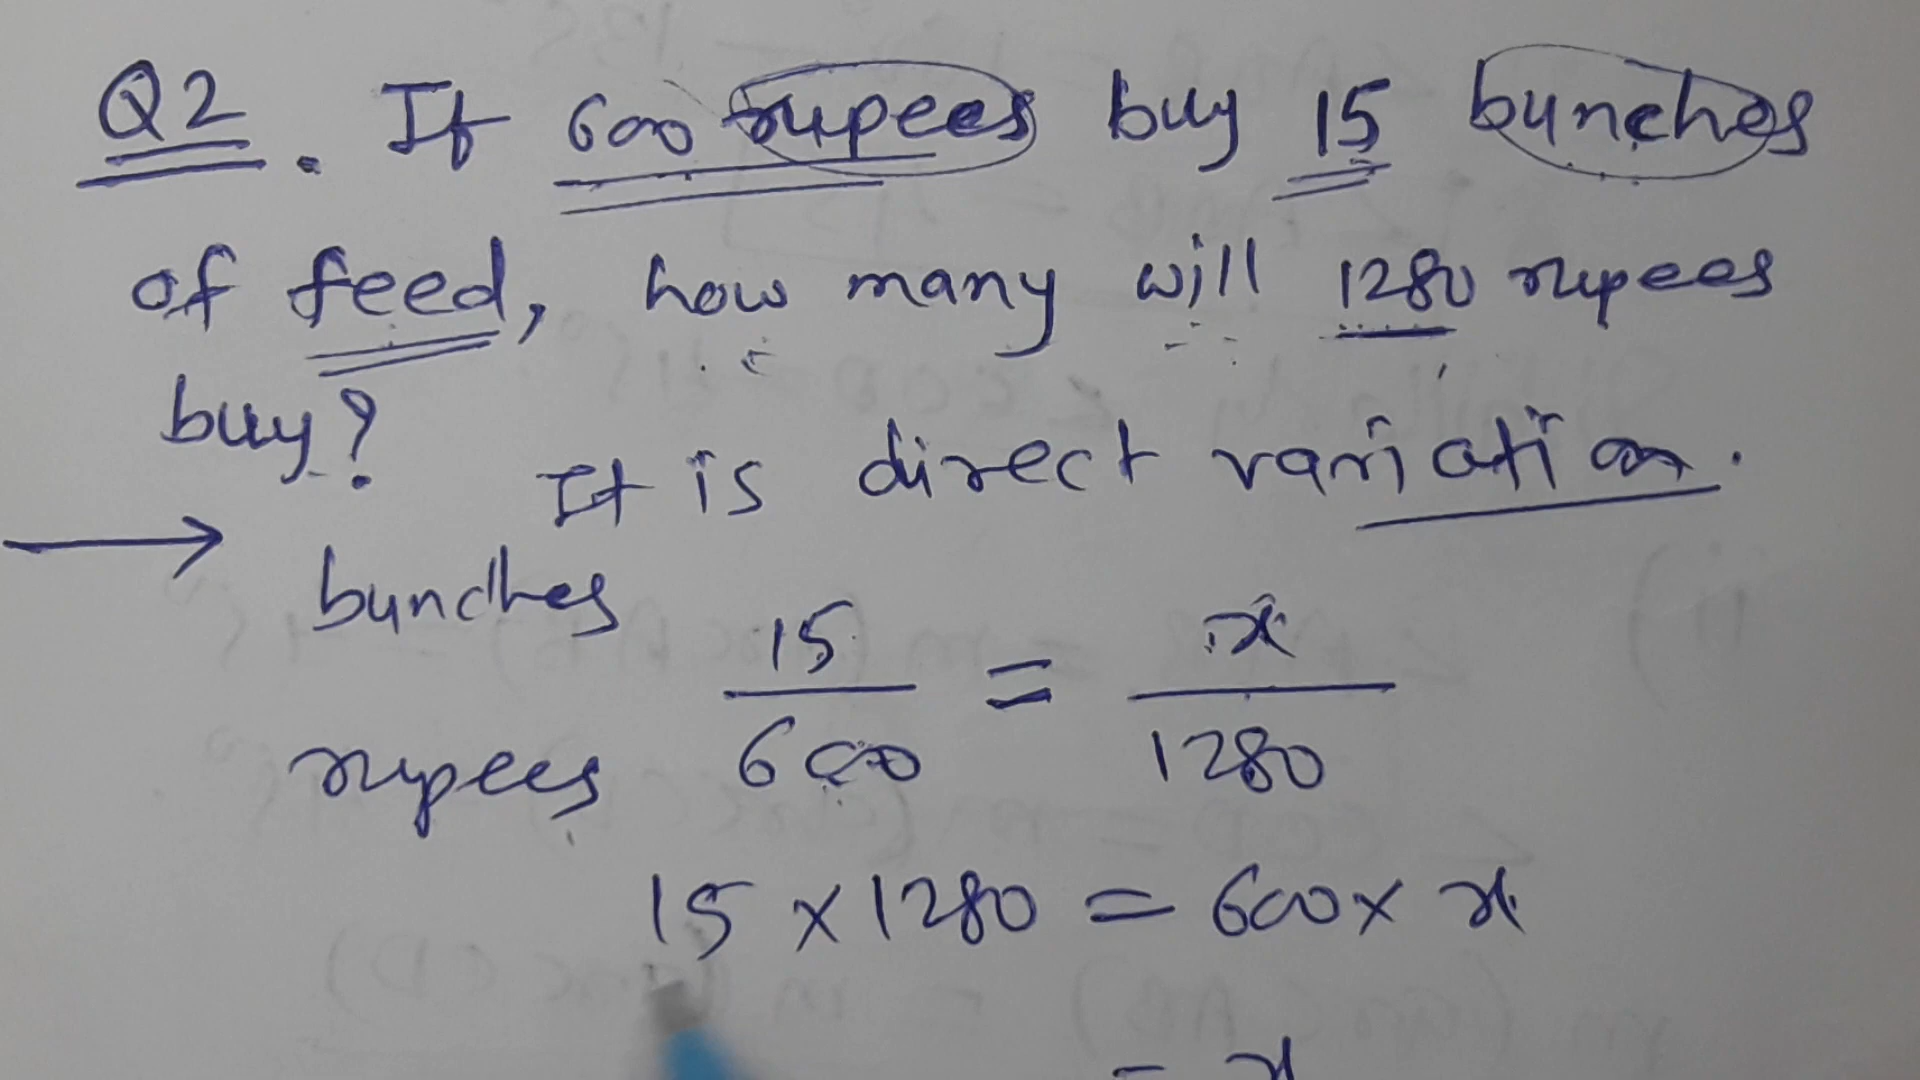 Q2. If 600 rupees buy 15 bunches
of feed, how many will 1280 rupees
buy?
It is direct variation.
bunches 15 = x
rupees 600 1280
15 × 1280 = 600 × x
= x